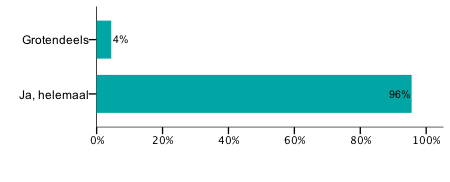 Grotendeels 4%
Ja, helemaal 96%
0% 20% 40% 60% 80% 100%